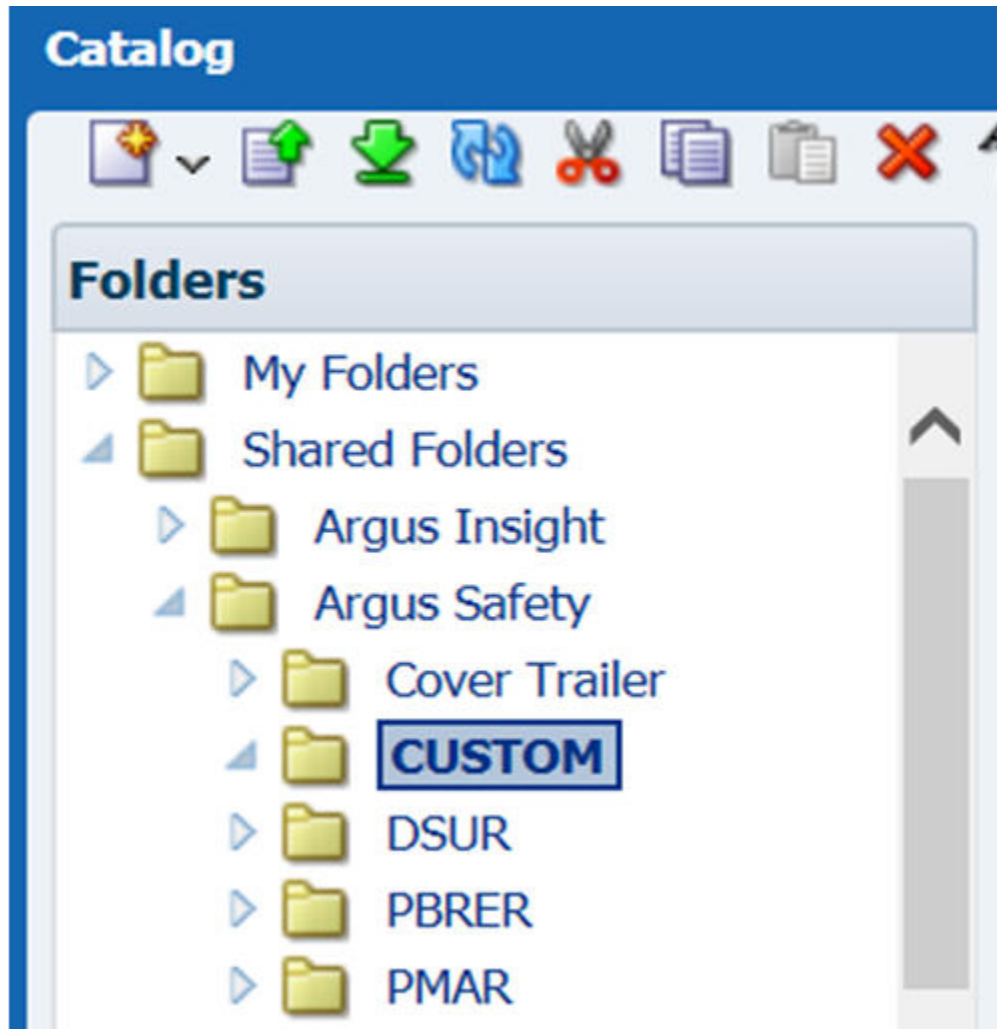 Catalog
Folders
My Folders
Shared Folders
Argus Insight
Argus Safety
Cover Trailer
CUSTOM
DSUR
PBRER
PMAR